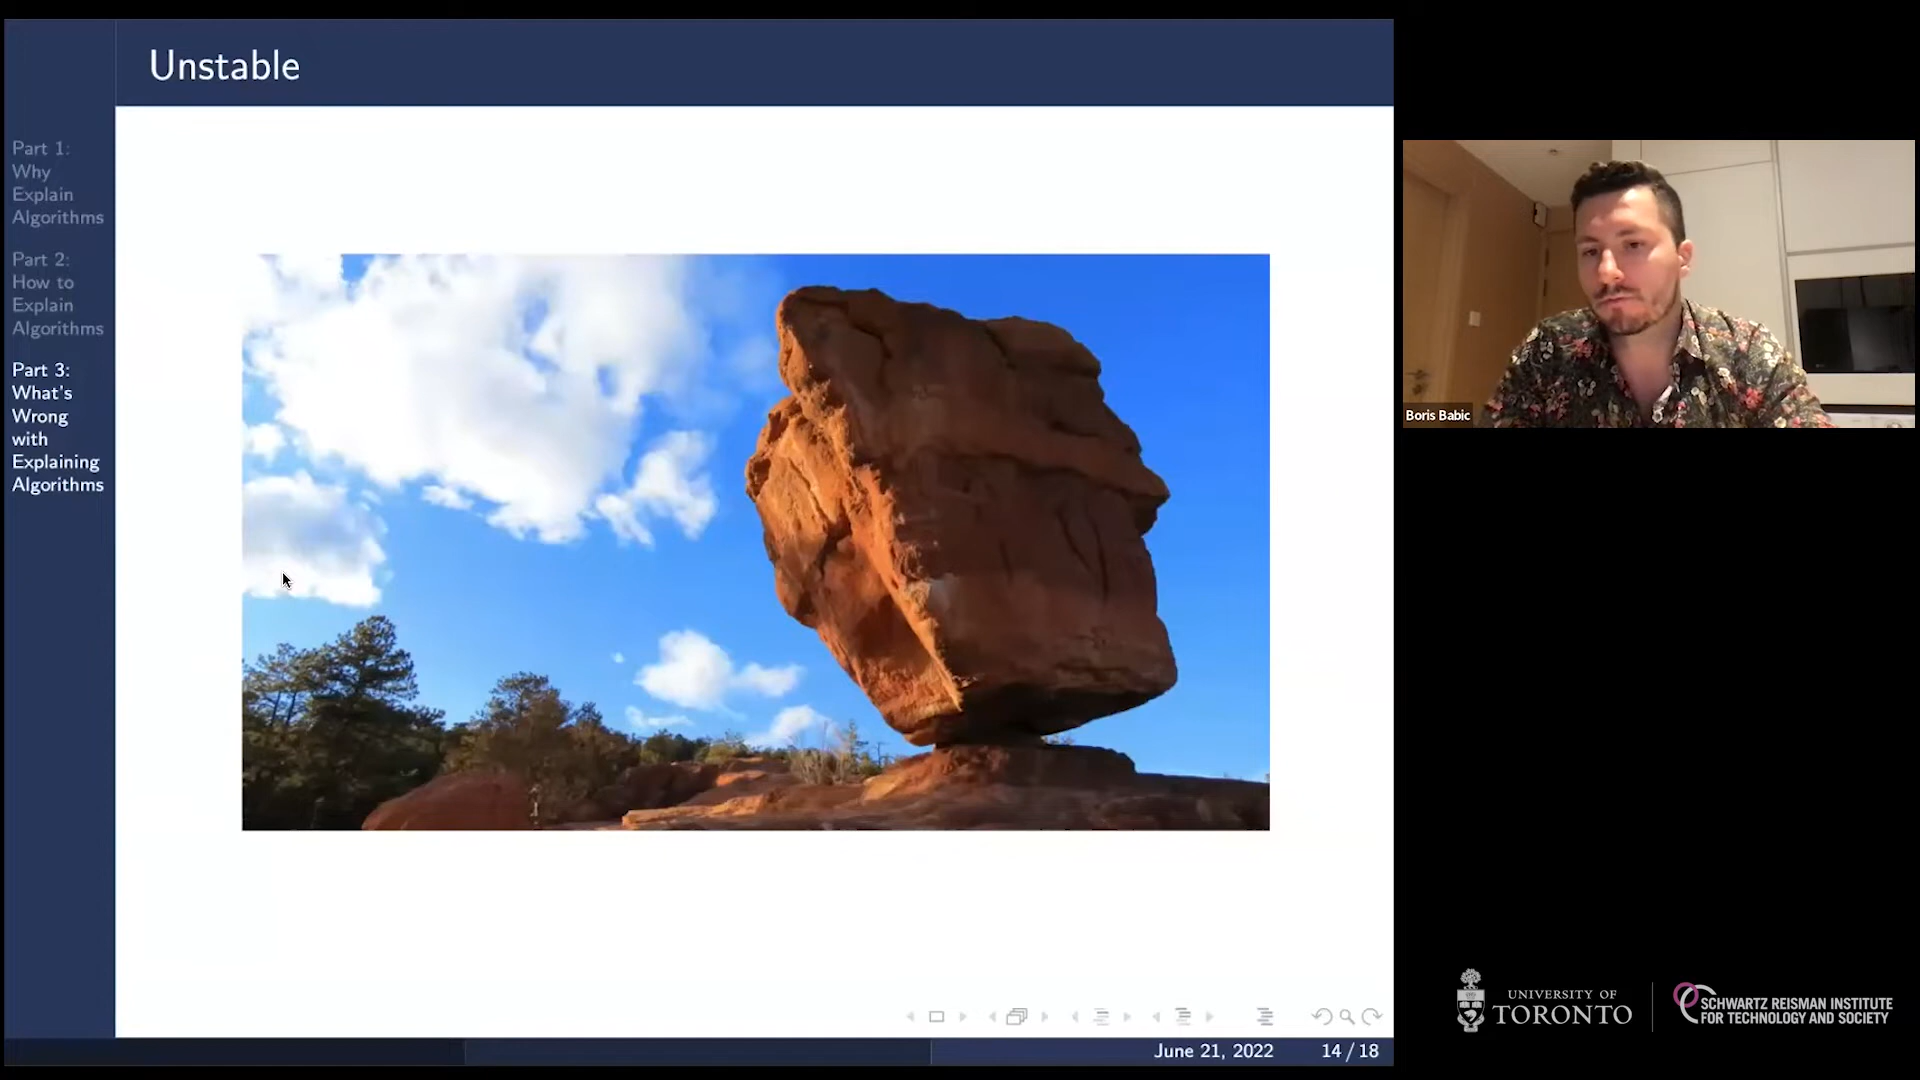 Unstable
Part 1:
Why
Explain
Algorithms
Part 2:
How to
Explain
Algorithms
Part 3:
What's
Wrong
with
Explaining
Algorithms
Boris Babic
UNIVERSITY OF
TORONTO
SCHWARTZ REISMAN INSTITUTE
FOR TECHNOLOGY AND SOCIETY
June 21, 2022
14 / 18